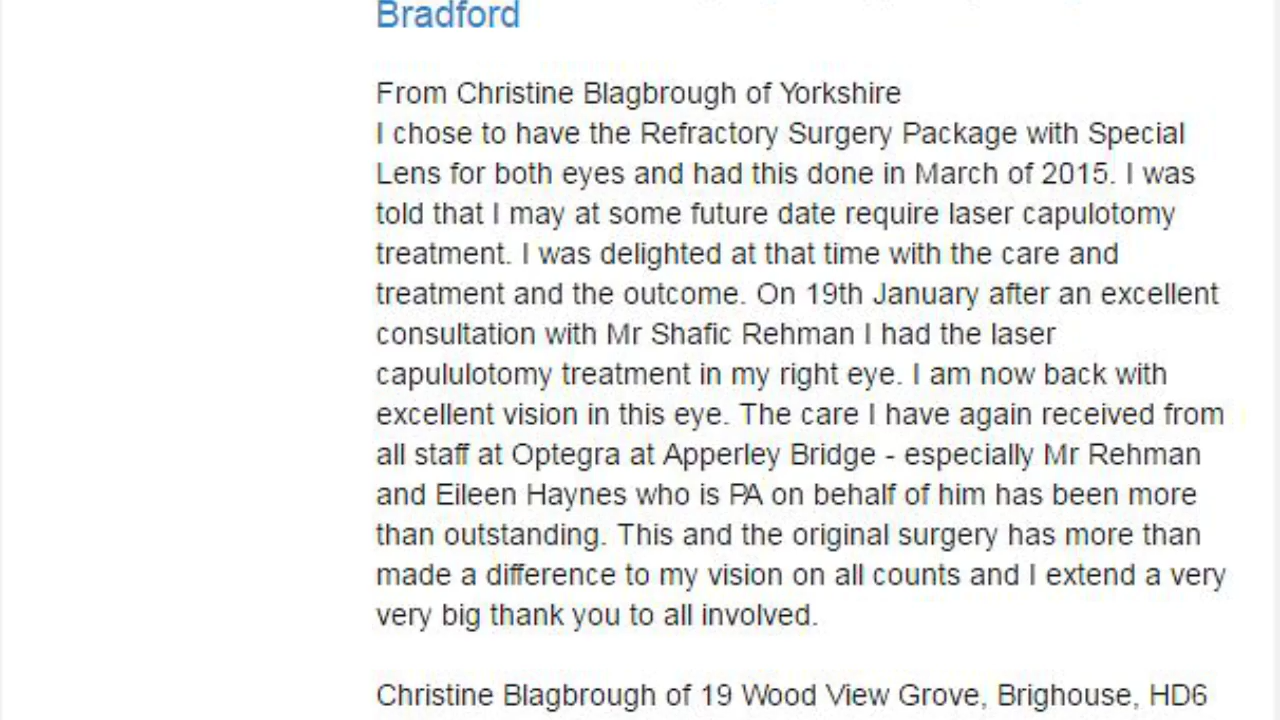 Bradford
From Christine Blagbrough of Yorkshire
I chose to have the Refractory Surgery Package with Special
Lens for both eyes and had this done in March of 2015. I was
told that I may at some future date require laser capulotomy
treatment. I was delighted at that time with the care and
treatment and the outcome. On 19th January after an excellent
consultation with Mr Shafic Rehman I had the laser
capululotomy treatment in my right eye. I am now back with
excellent vision in this eye. The care I have again received from
all staff at Optegra at Apperley Bridge - especially Mr Rehman
and Eileen Haynes who is PA on behalf of him has been more
than outstanding. This and the original surgery has more than
made a difference to my vision on all counts and I extend a very
very big thank you to all involved.
Christine Blagbrough of 19 Wood View Grove, Brighouse, HD6